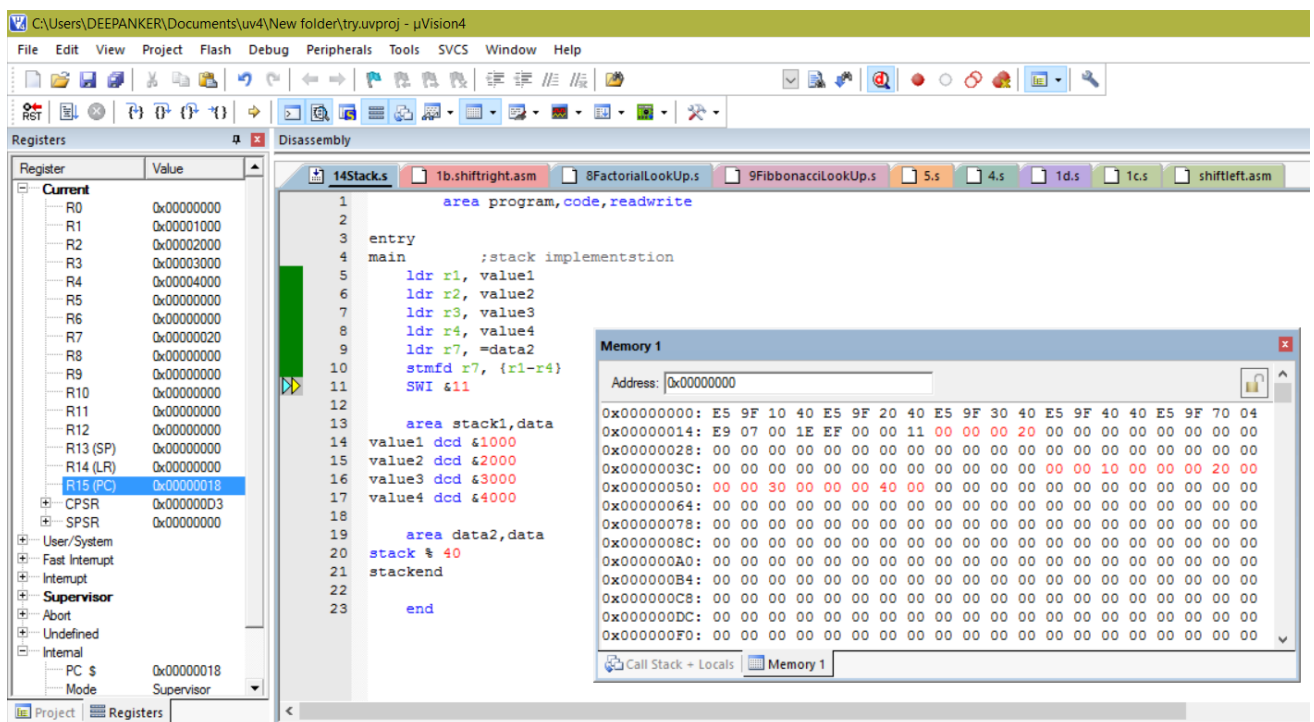 C:\Users\DEEPANKER\Documents\uv4\New folder\try.uvproj - µVision4
File Edit View Project Flash Debug Peripherals Tools SVCS Window Help
RST
Registers
Disassembly
Register Value
Current
R0 0x00000000
R1 0x00001000
R2 0x00002000
R3 0x00003000
R4 0x00004000
R5 0x00000000
R6 0x00000000
R7 0x00000020
R8 0x00000000
R9 0x00000000
R10 0x00000000
R11 0x00000000
R12 0x00000000
R13 (SP) 0x00000000
R14 (LR) 0x00000000
R15 (PC) 0x00000018
CPSR 0x000000D3
SPSR 0x00000000
User/System
Fast Interrupt
Interrupt
Supervisor
Abort
Undefined
Internal
PC $ 0x00000018
Mode Supervisor
Project Registers
14Stack.s 1b.shiftright.asm 8FactorialLookUp.s 9FibbonacciLookUp.s 5.s 4.s 1d.s 1c.s shiftleft.asm
1 area program,code,readwrite
2
3 entry
4 main ;stack implementstion
5 ldr r1, value1
6 ldr r2, value2
7 ldr r3, value3
8 ldr r4, value4
9 ldr r7, =data2
10 stmfd r7, {r1-r4}
11 SWI &11
12
13 area stack1,data
14 value1 dcd &1000
15 value2 dcd &2000
16 value3 dcd &3000
17 value4 dcd &4000
18
19 area data2,data
20 stack % 40
21 stackend
22
23 end
Memory 1
Address: 0x00000000
0x00000000: E5 9F 10 40 E5 9F 20 40 E5 9F 30 40 E5 9F 40 40 E5 9F 70 04
0x00000014: E9 07 00 1E EF 00 00 11 00 00 00 20 00 00 00 00 00 00 00 00
0x00000028: 00 00 00 00 00 00 00 00 00 00 00 00 00 00 00 00 00 00 00 00
0x0000003C: 00 00 00 00 00 00 00 00 00 00 00 00 00 00 10 00 00 00 20 00
0x00000050: 00 00 30 00 00 00 40 00 00 00 00 00 00 00 00 00 00 00 00 00
0x00000064: 00 00 00 00 00 00 00 00 00 00 00 00 00 00 00 00 00 00 00 00
0x00000078: 00 00 00 00 00 00 00 00 00 00 00 00 00 00 00 00 00 00 00 00
0x0000008C: 00 00 00 00 00 00 00 00 00 00 00 00 00 00 00 00 00 00 00 00
0x000000A0: 00 00 00 00 00 00 00 00 00 00 00 00 00 00 00 00 00 00 00 00
0x000000B4: 00 00 00 00 00 00 00 00 00 00 00 00 00 00 00 00 00 00 00 00
0x000000C8: 00 00 00 00 00 00 00 00 00 00 00 00 00 00 00 00 00 00 00 00
0x000000DC: 00 00 00 00 00 00 00 00 00 00 00 00 00 00 00 00 00 00 00 00
0x000000F0: 00 00 00 00 00 00 00 00 00 00 00 00 00 00 00 00 00 00 00 00
Call Stack + Locals Memory 1